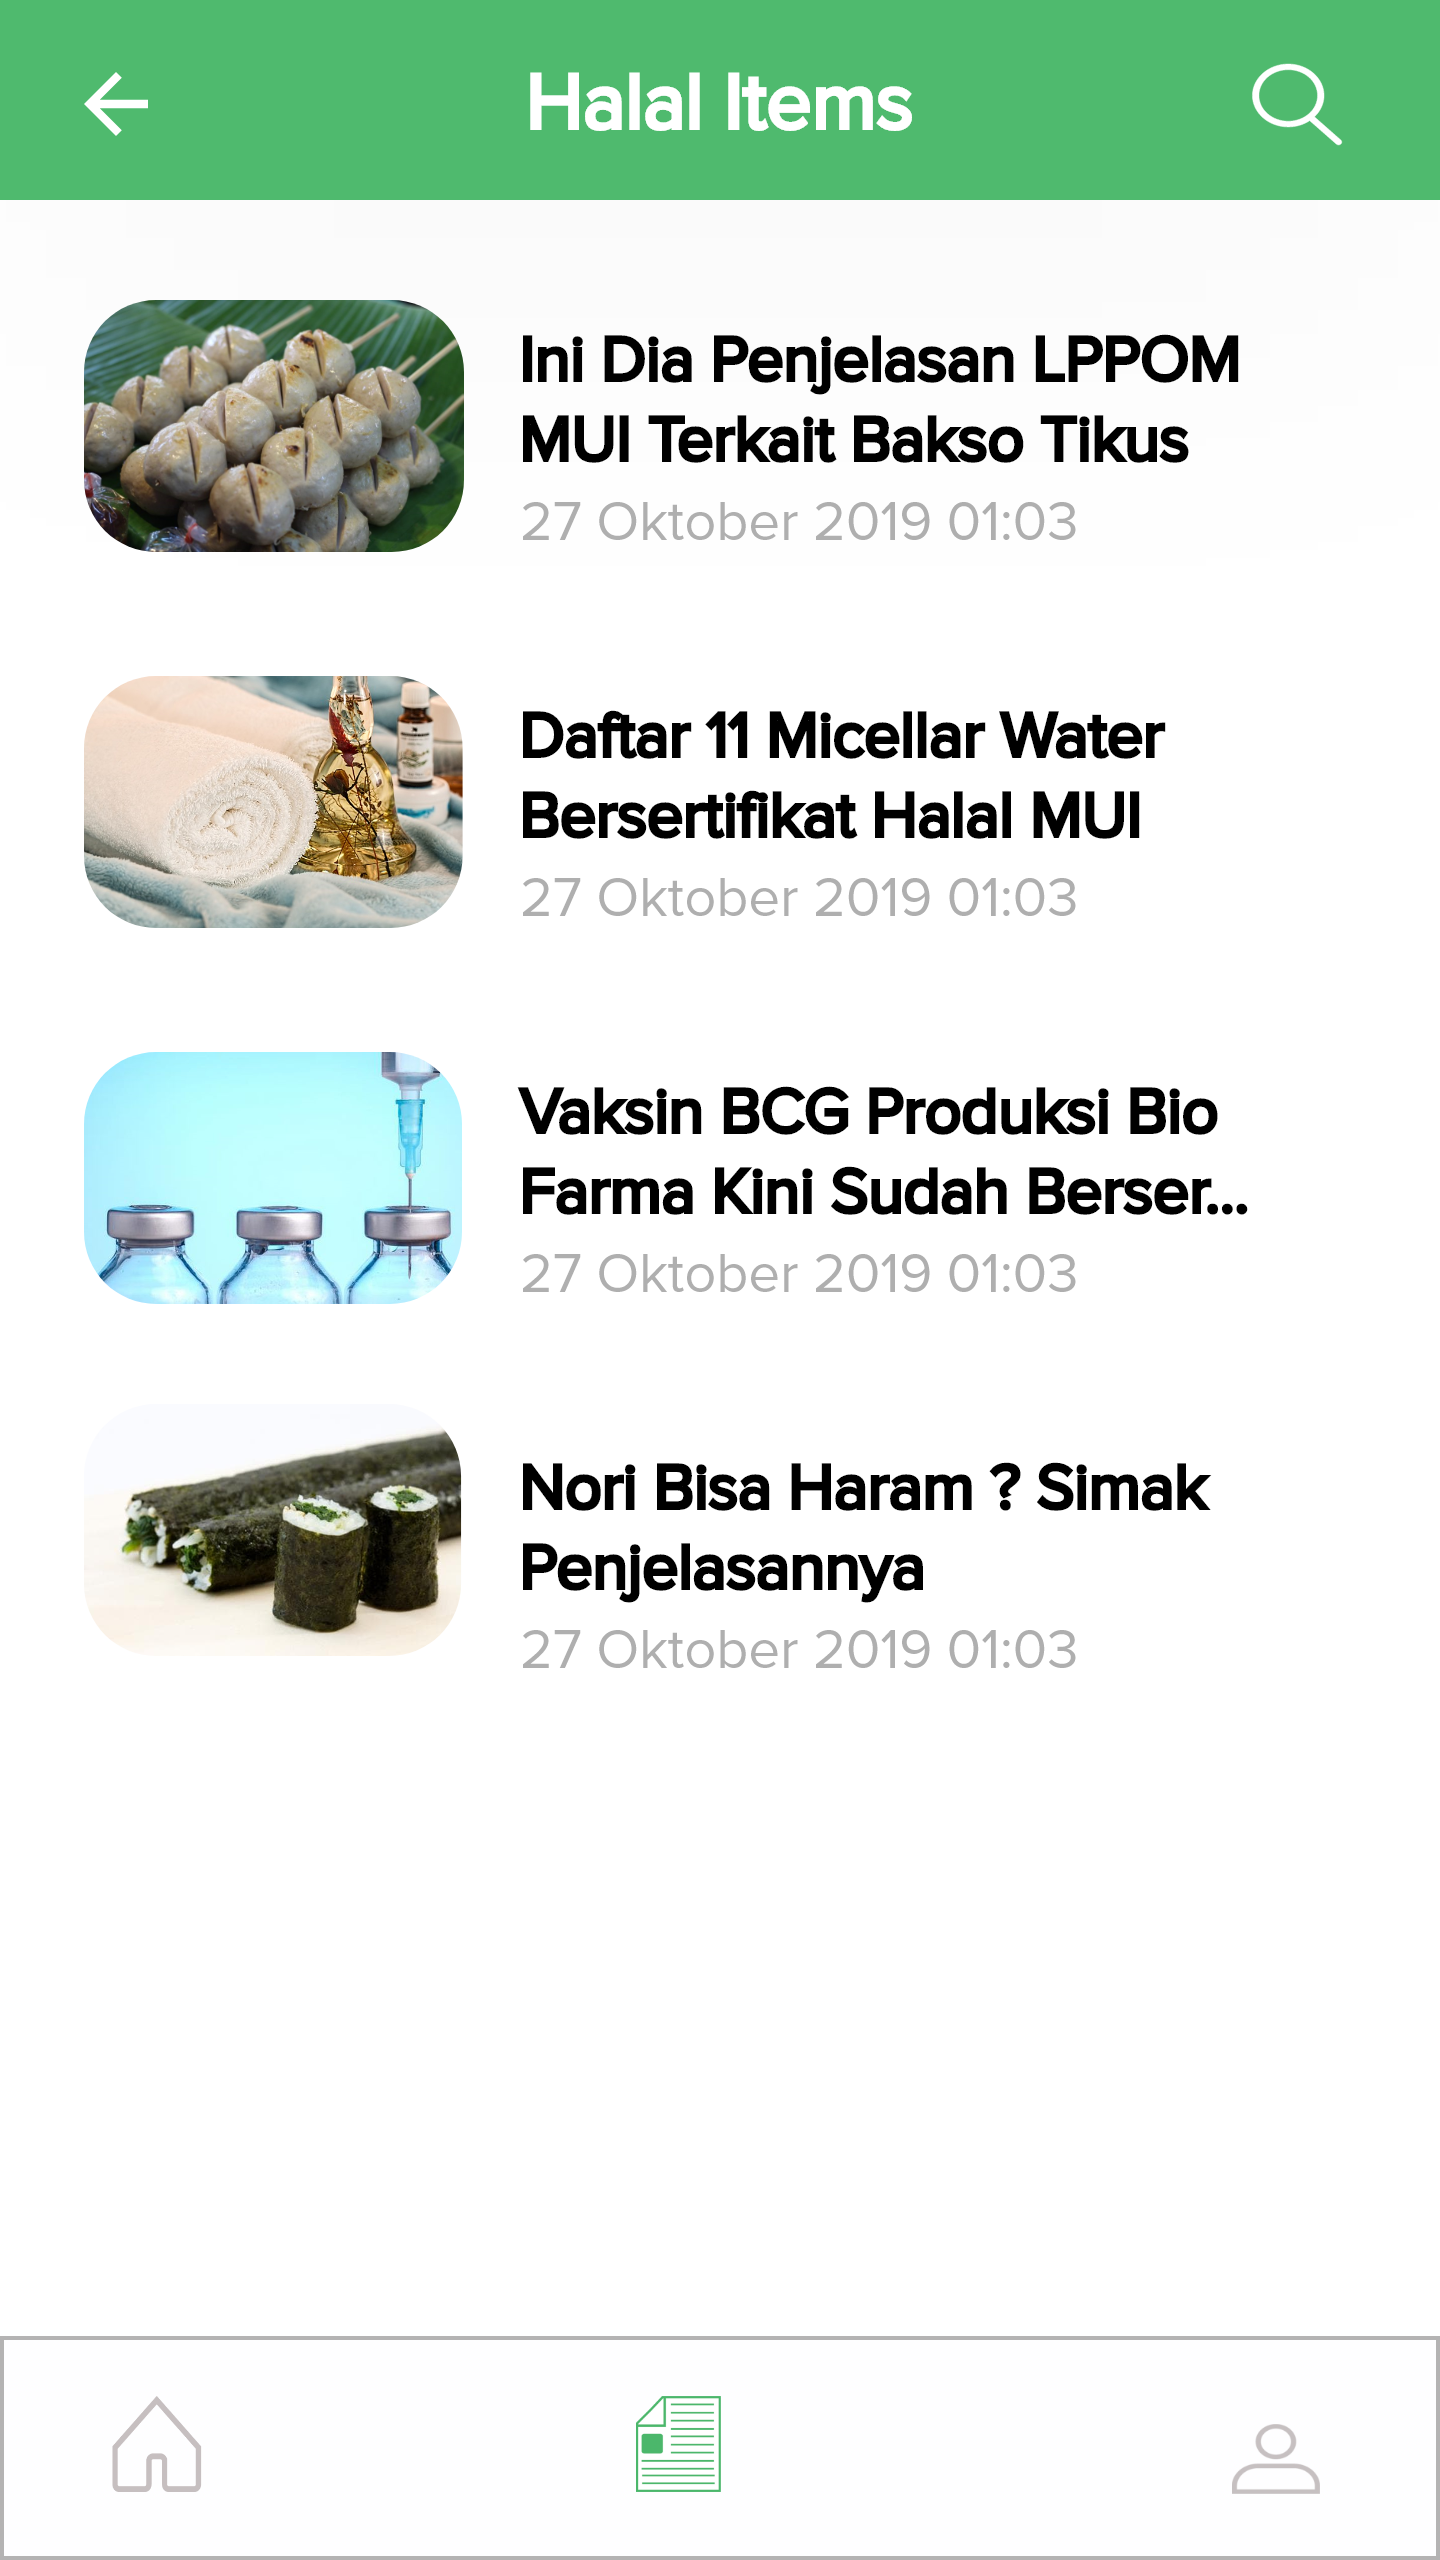 Halal Items
Ini Dia Penjelasan LPPOM
MUI Terkait Bakso Tikus
27 Oktober 2019 01:03
Daftar 11 Micellar Water
Bersertifikat Halal MUI
27 Oktober 2019 01:03
Vaksin BCG Produksi Bio
Farma Kini Sudah Berser...
27 Oktober 2019 01:03
Nori Bisa Haram ? Simak
Penjelasannya
27 Oktober 2019 01:03